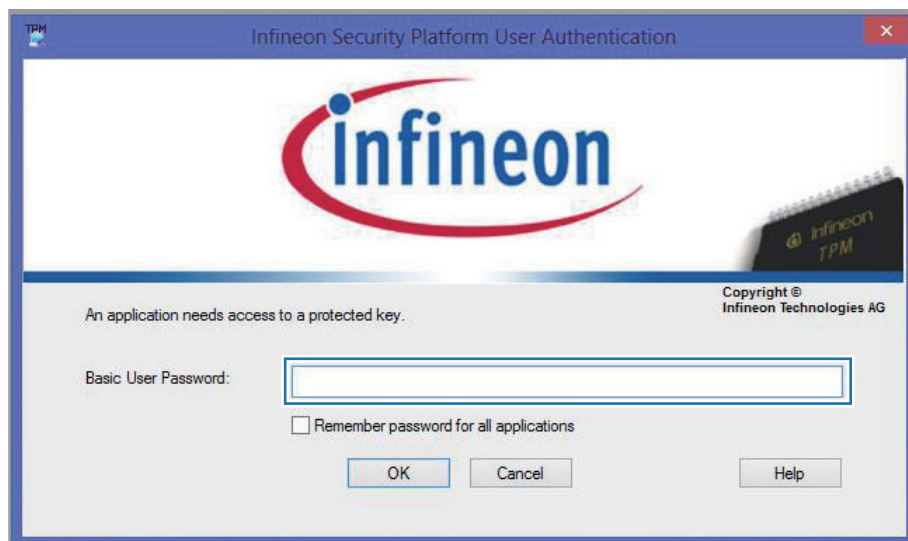 TPM
Infineon Security Platform User Authentication
infineon
infineon
TPM
Copyright ©
Infineon Technologies AG
An application needs access to a protected key.
Basic User Password:
Remember password for all applications
OK
Cancel
Help